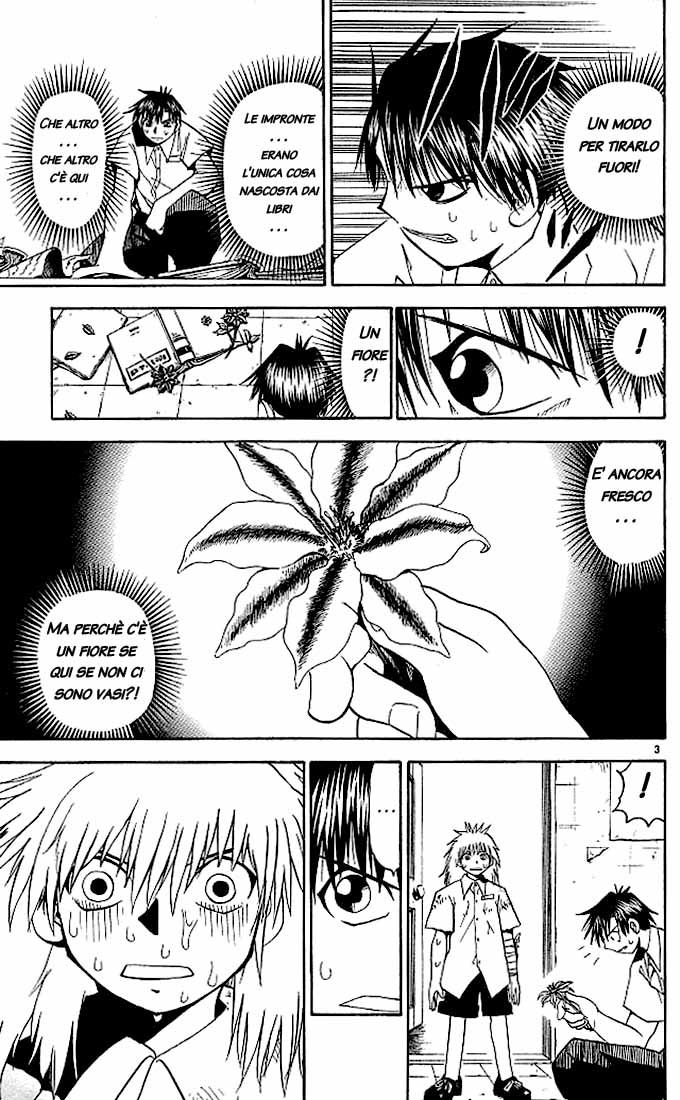 UN MODO
PER TIRARLO
FUORI!
LE IMPRONTE
...
ERANO
L'UNICA COSA
NASCOSTA DAI
LIBRI
CHE ALTRO
...
CHE ALTRO
C'È QUI
...
!
UN
FIORE
?!
E' ANCORA
FRESCO
...
MA PERCHÈ C'È
UN FIORE SE
QUI SE NON CI
SONO VASI?!
3
!
...